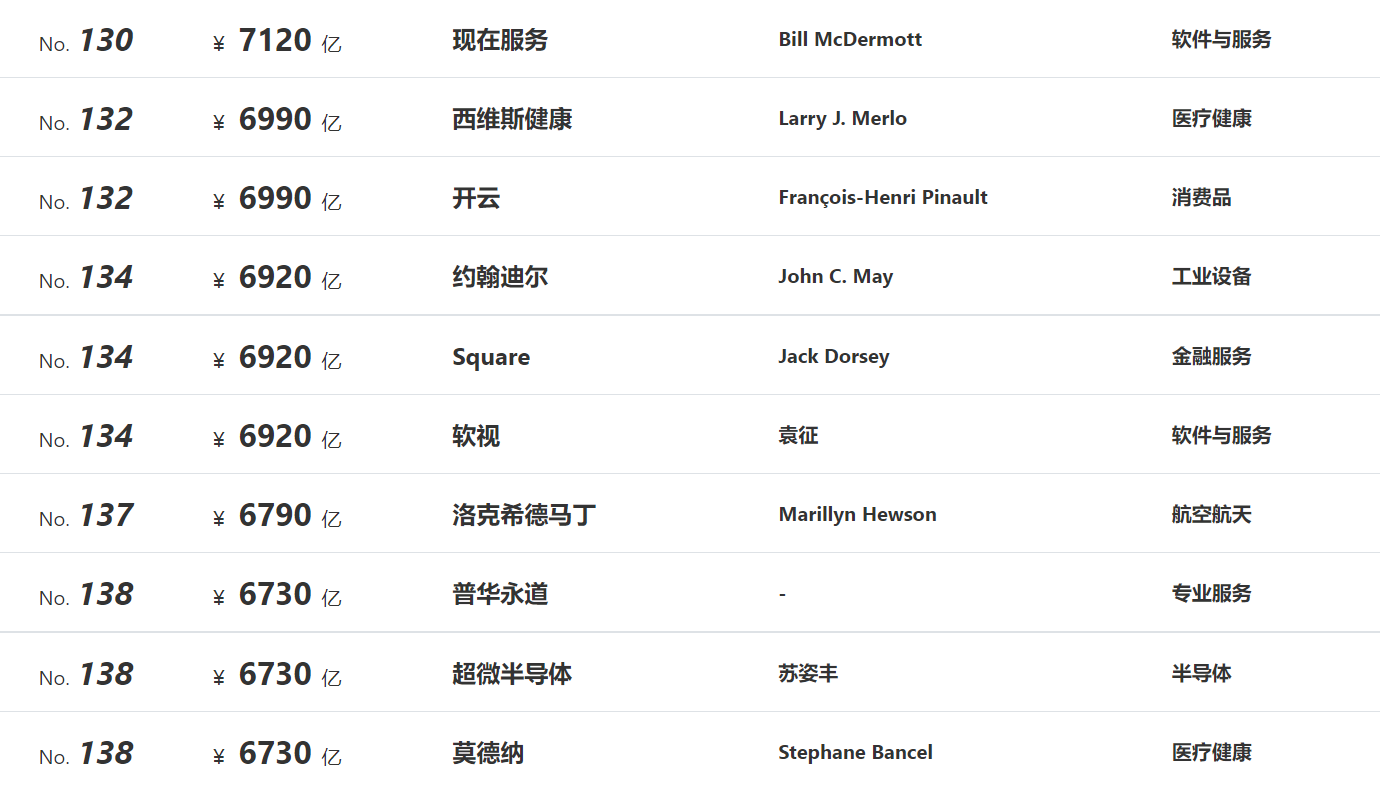 No. 130 ¥ 7120 亿 现在服务 Bill McDermott 软件与服务
No. 132 ¥ 6990 亿 西维斯健康 Larry J. Merlo 医疗健康
No. 132 ¥ 6990 亿 开云 François-Henri Pinault 消费品
No. 134 ¥ 6920 亿 约翰迪尔 John C. May 工业设备
No. 134 ¥ 6920 亿 Square Jack Dorsey 金融服务
No. 134 ¥ 6920 亿 软视 袁征 软件与服务
No. 137 ¥ 6790 亿 洛克希德马丁 Marillyn Hewson 航空航天
No. 138 ¥ 6730 亿 普华永道 - 专业服务
No. 138 ¥ 6730 亿 超微半导体 苏姿丰 半导体
No. 138 ¥ 6730 亿 莫德纳 Stephane Bancel 医疗健康